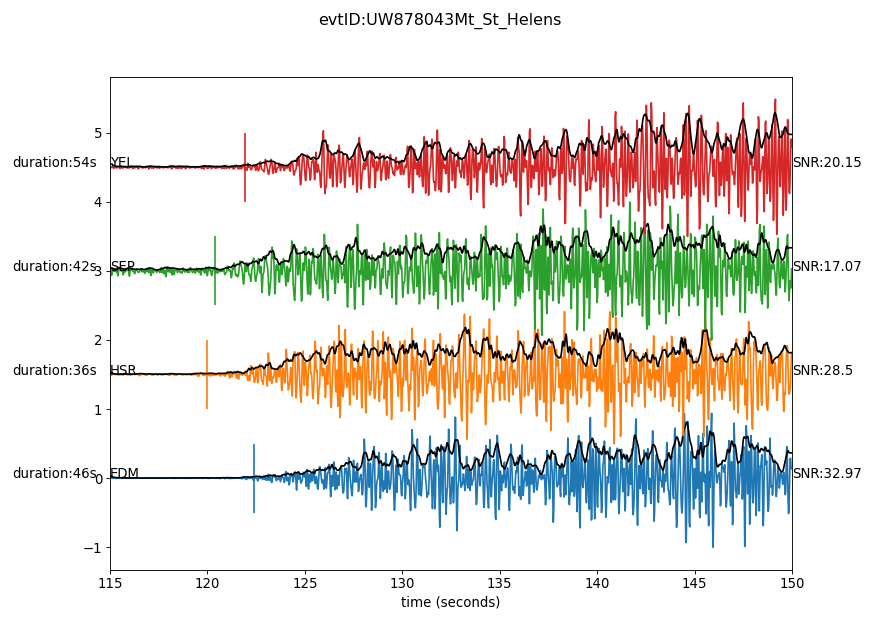 evtID:UW878043Mt_St_Helens
5
duration:54s YEL SNR:20.15
4
duration:42s 3 SEP SNR:17.07
2
duration:36s HSR SNR:28.5
1
duration:46s 0 EDM SNR:32.97
−1
115 120 125 130 135 140 145 150
time (seconds)